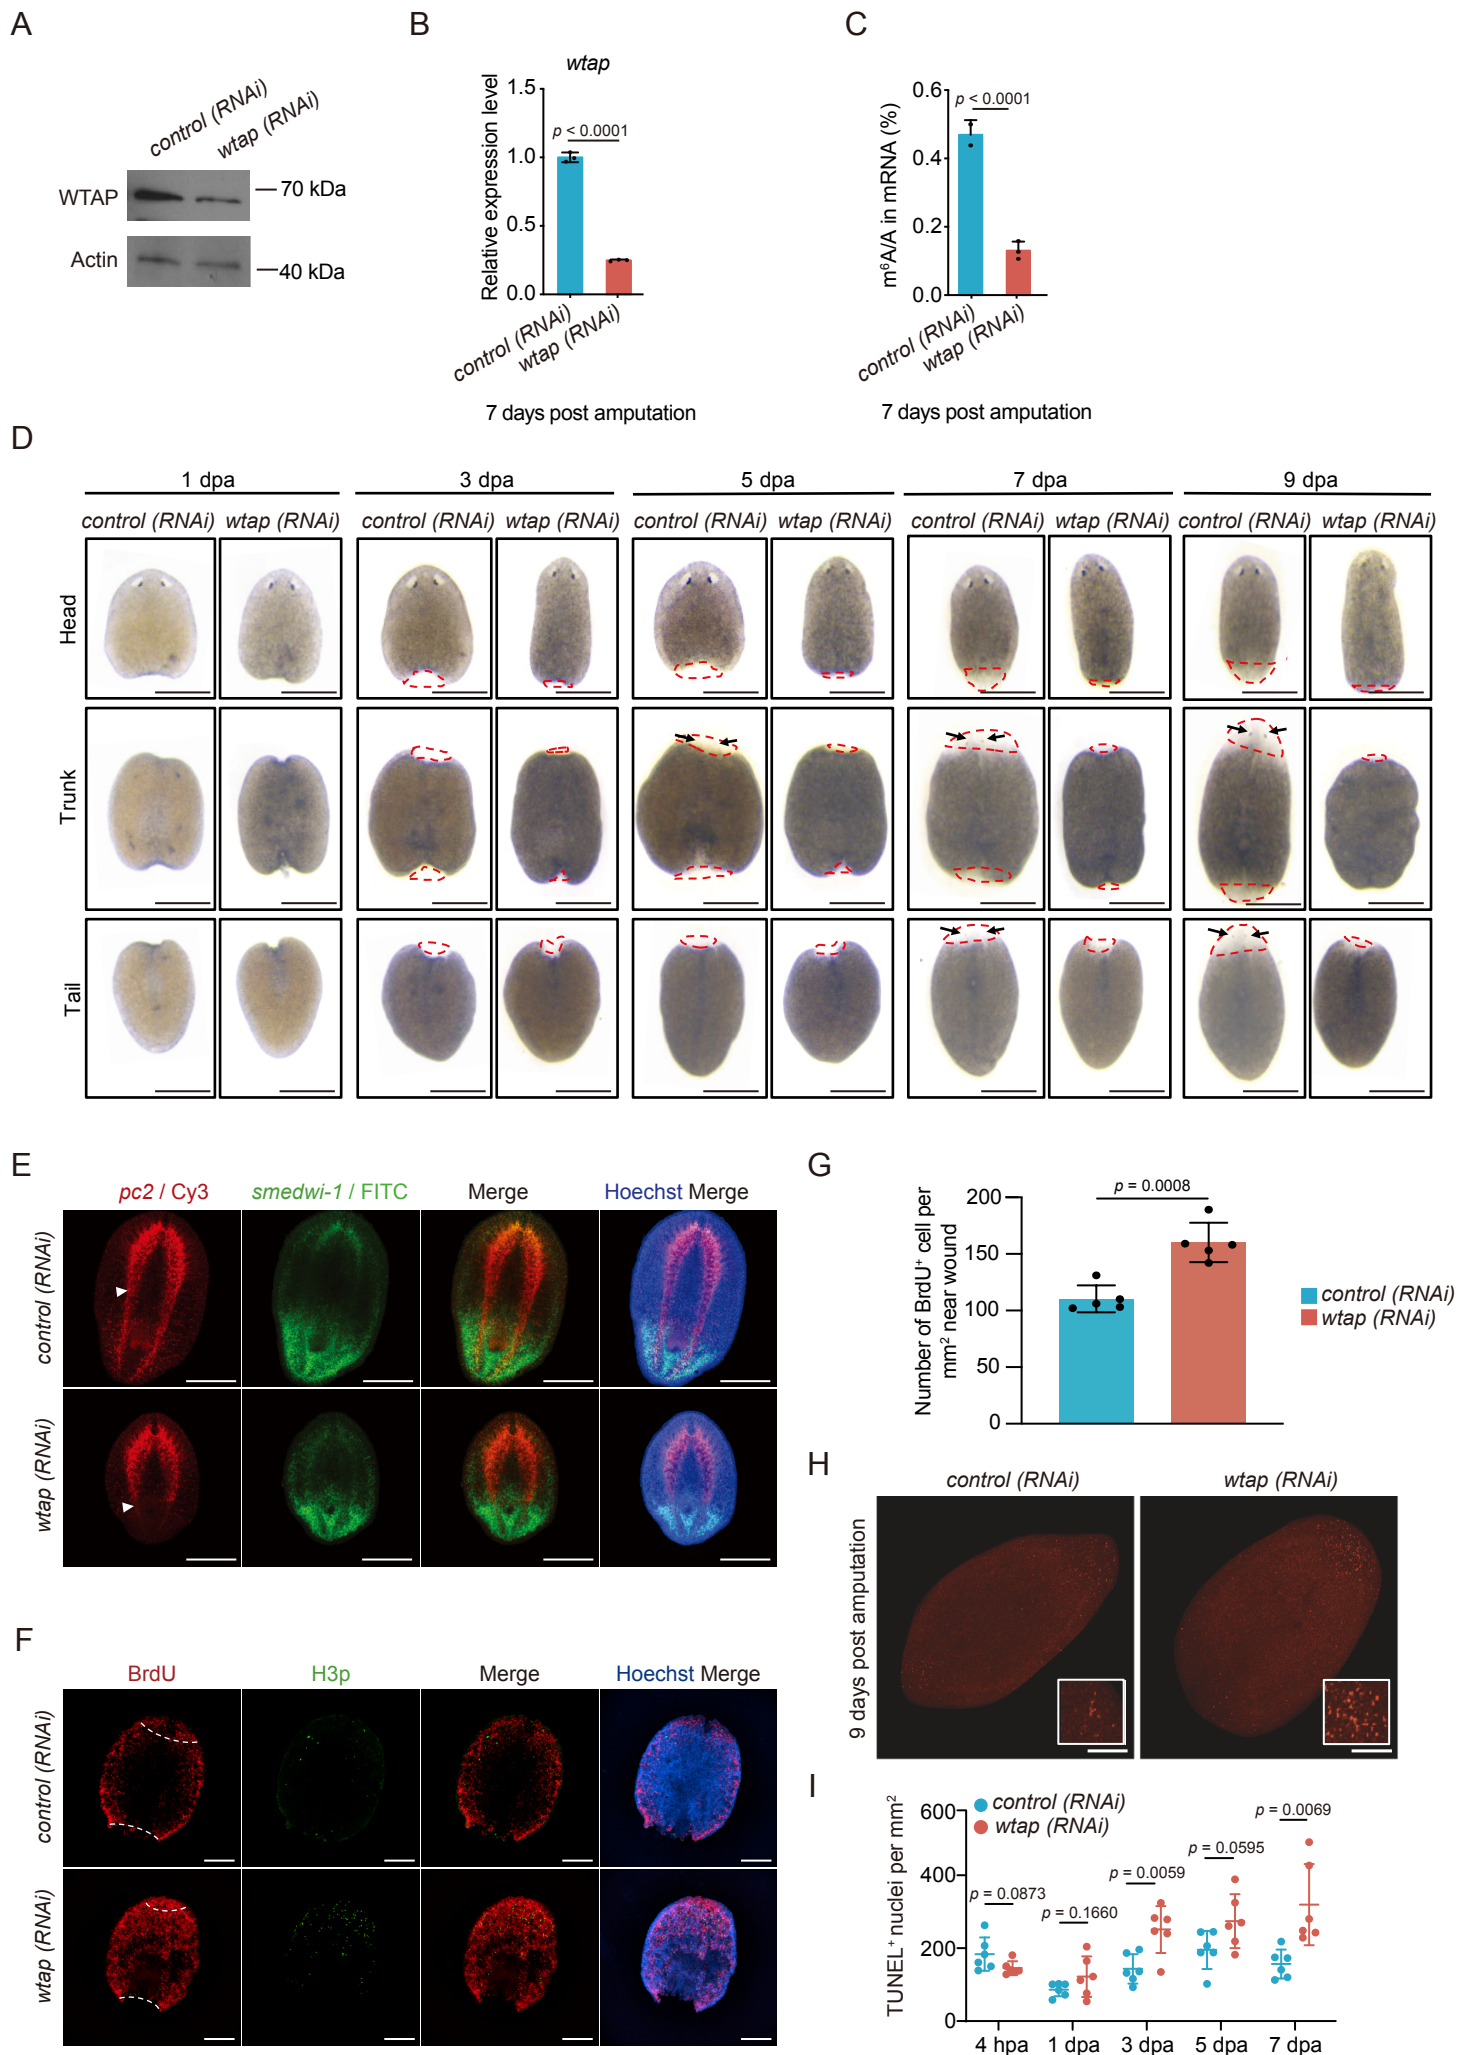 A
control (RNAi)
wtap (RNAi)
WTAP
70 kDa
Actin
40 kDa
B
wtap
Relative expression level
1.5
1.0
0.5
0.0
p < 0.0001
control (RNAi)
wtap (RNAi)
7 days post amputation
C
m⁶A/A in mRNA (%)
0.6
0.4
0.2
0.0
p < 0.0001
control (RNAi)
wtap (RNAi)
7 days post amputation
D
1 dpa 3 dpa 5 dpa 7 dpa 9 dpa
control (RNAi) wtap (RNAi) control (RNAi) wtap (RNAi) control (RNAi) wtap (RNAi) control (RNAi) wtap (RNAi) control (RNAi) wtap (RNAi)
Head
Trunk
Tail
E
pc2 / Cy3 smedwi-1 / FITC Merge Hoechst Merge
control (RNAi)
wtap (RNAi)
F
BrdU H3p Merge Hoechst Merge
control (RNAi)
wtap (RNAi)
G
Number of BrdU⁺ cell per
mm² near wound
200
150
100
50
0
p = 0.0008
control (RNAi)
wtap (RNAi)
H
control (RNAi) wtap (RNAi)
9 days post amputation
I
TUNEL⁺ nuclei per mm²
600
400
200
0
control (RNAi)
wtap (RNAi)
p = 0.0873
p = 0.1660
p = 0.0059
p = 0.0595
p = 0.0069
4 hpa 1 dpa 3 dpa 5 dpa 7 dpa